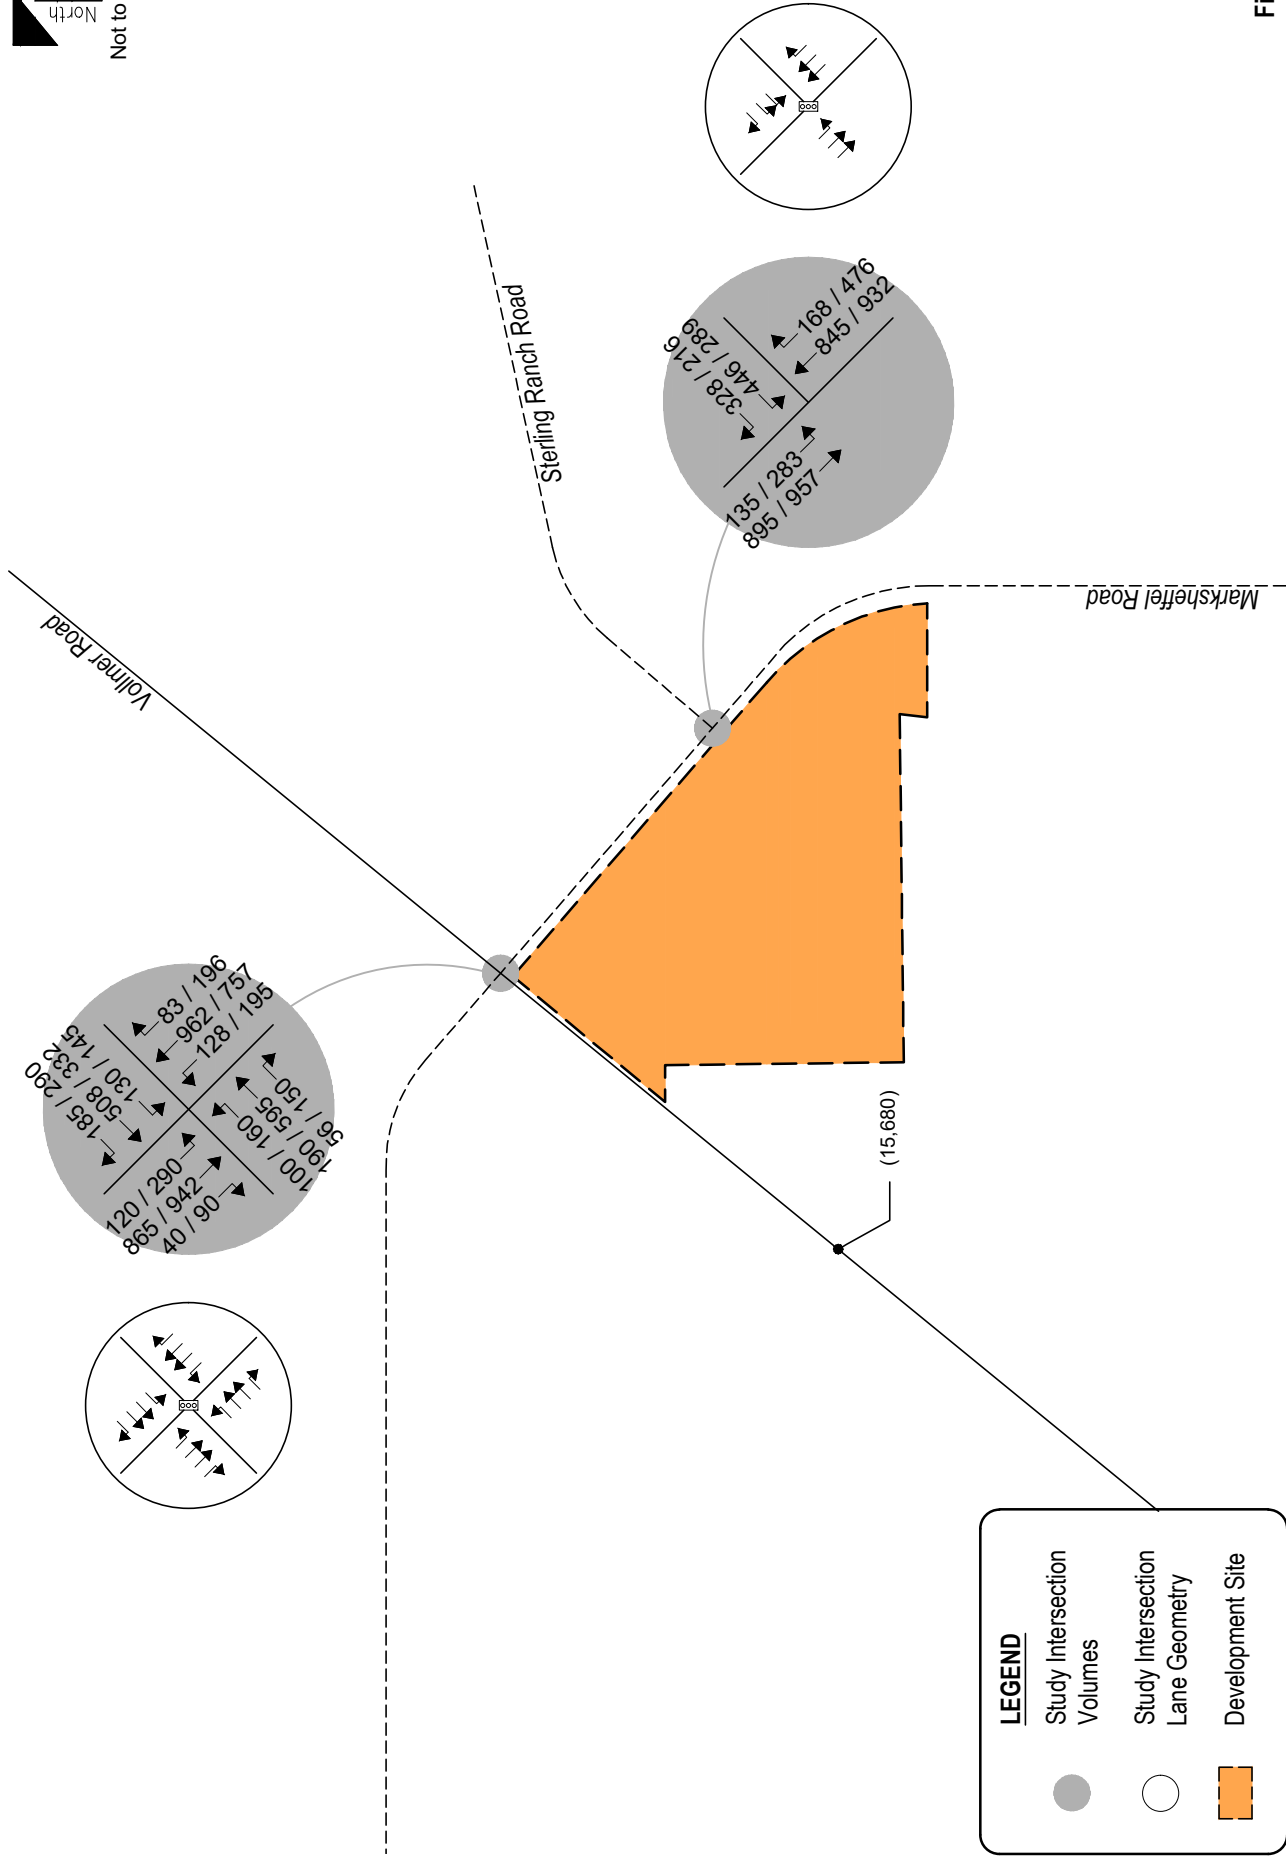 North
Not to
Fi
Vollmer Road
Sterling Ranch Road
Marksheffel Road
185 / 290
508 / 332
130 / 145
83 / 196
962 / 757
128 / 195
120 / 290
865 / 942
40 / 90
100 / 160
190 / 595
56 / 150
328 / 216
446 / 289
168 / 476
845 / 932
135 / 283
895 / 957
(15,680)
LEGEND
Study Intersection
Volumes
Study Intersection
Lane Geometry
Development Site